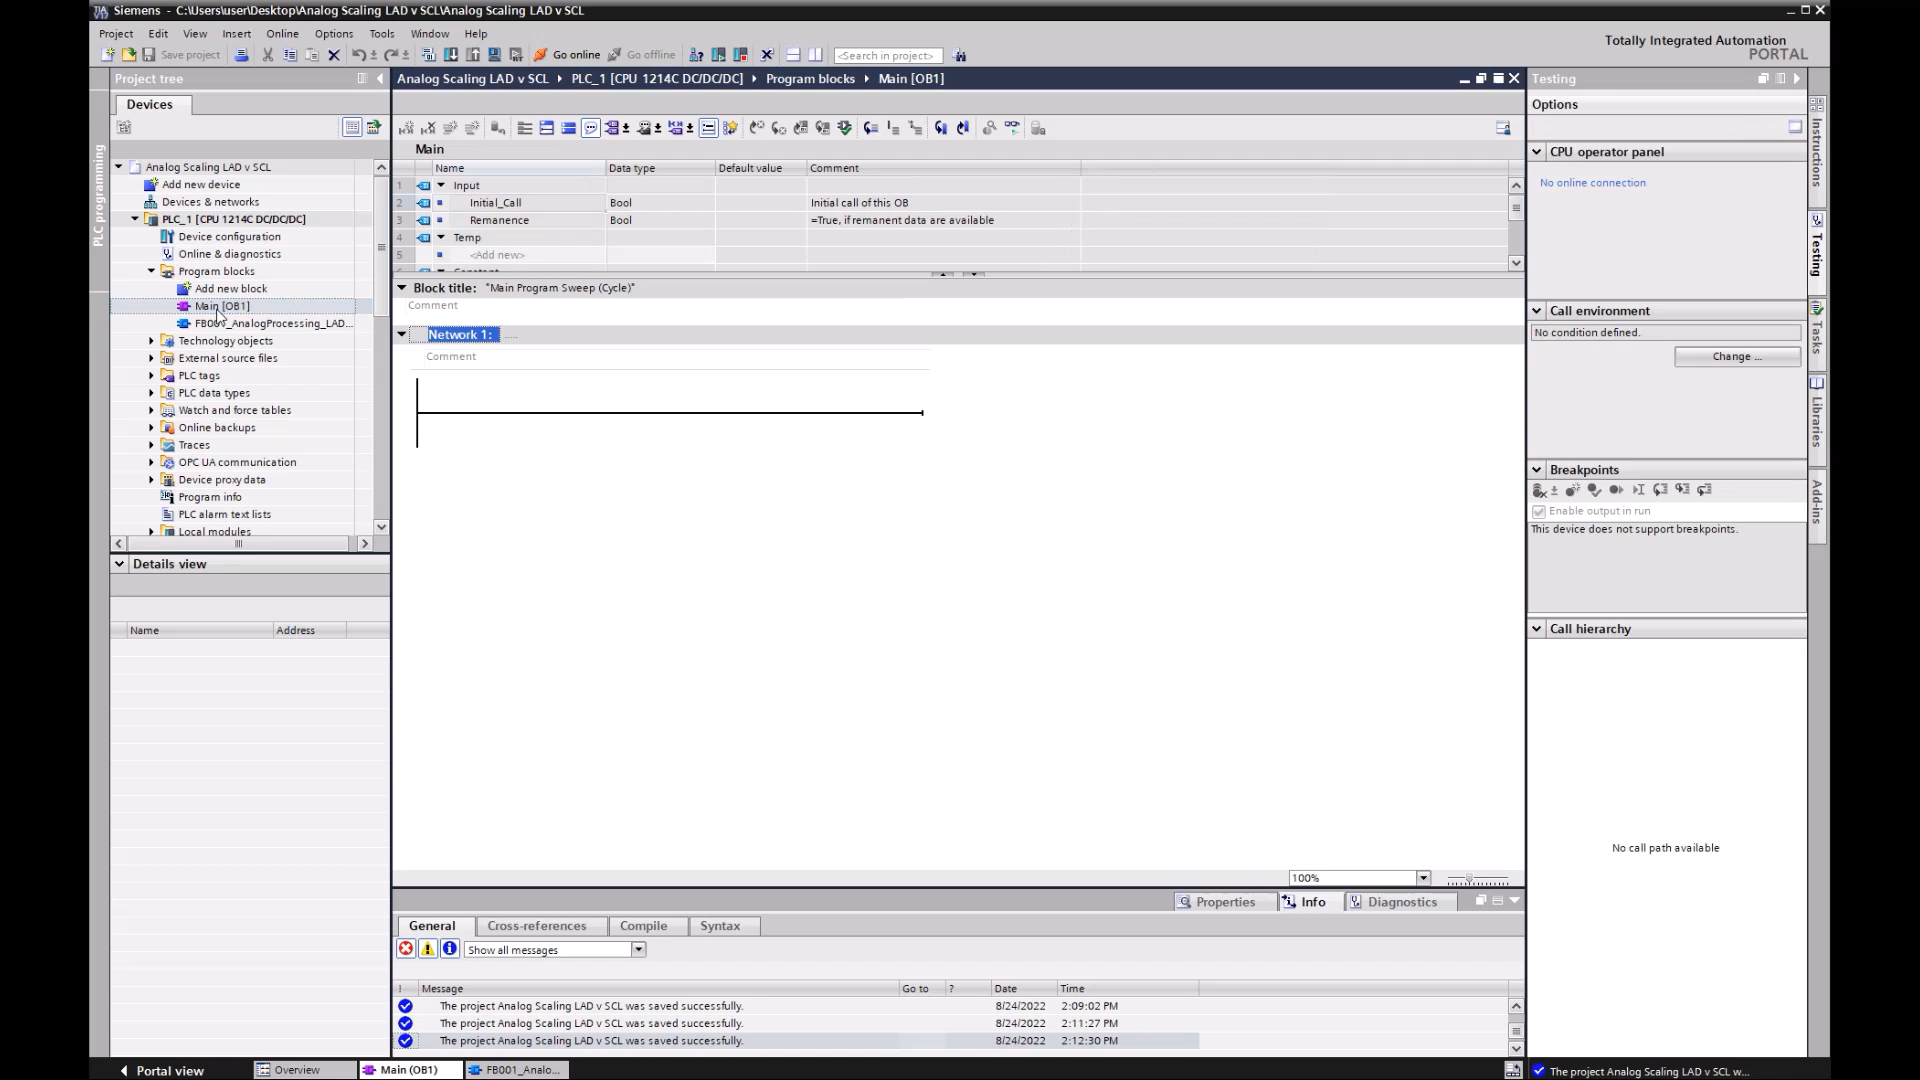 Siemens - C:\Users\user\Desktop\Analog Scaling LAD v SCL\Analog Scaling LAD v SCL
Project Edit View Insert Online Options Tools Window Help
Totally Integrated Automation
PORTAL
Save project
Go online
Go offline
<Search in project>
Project tree
Analog Scaling LAD v SCL
PLC_1 [CPU 1214C DC/DC/DC]
Program blocks
Main [OB1]
Testing
Devices
Options
PLC programming
Main
Name Data type Default value Comment
1 Input
2 Initial_Call Bool Initial call of this OB
3 Remanence Bool =True, if remanent data are available
4 Temp
5 <Add new>
Analog Scaling LAD v SCL
Add new device
Devices & networks
PLC_1 [CPU 1214C DC/DC/DC]
Device configuration
Online & diagnostics
Program blocks
Add new block
Main [OB1]
FB001_AnalogProcessing_LAD...
Technology objects
External source files
PLC tags
PLC data types
Watch and force tables
Online backups
Traces
OPC UA communication
Device proxy data
Program info
PLC alarm text lists
Local modules
Block title: "Main Program Sweep (Cycle)"
Comment
Network 1: .....
Comment
CPU operator panel
No online connection
Call environment
No condition defined.
Change ...
Breakpoints
Enable output in run
This device does not support breakpoints.
Call hierarchy
No call path available
Instructions
Testing
Tasks
Libraries
Add-ins
Details view
Name Address
100%
Properties Info Diagnostics
General Cross-references Compile Syntax
Show all messages
! Message Go to ? Date Time
The project Analog Scaling LAD v SCL was saved successfully. 8/24/2022 2:09:02 PM
The project Analog Scaling LAD v SCL was saved successfully. 8/24/2022 2:11:27 PM
The project Analog Scaling LAD v SCL was saved successfully. 8/24/2022 2:12:30 PM
Portal view
Overview
Main (OB1)
FB001_Analo...
The project Analog Scaling LAD v SCL w...